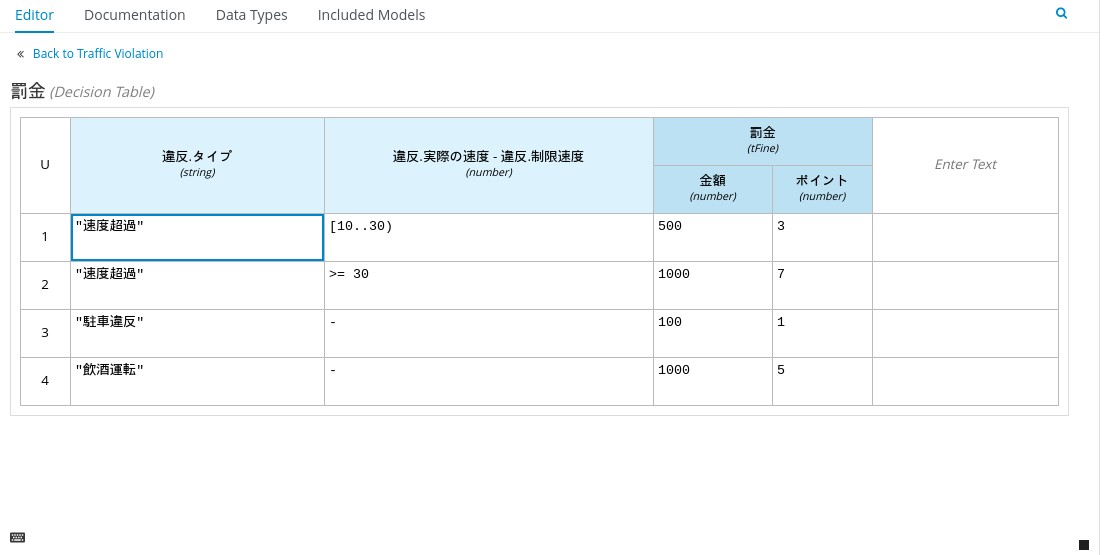 Editor Documentation Data Types Included Models
« Back to Traffic Violation
罰金 (Decision Table)
U 違反.タイプ (string) 違反.実際の速度 - 違反.制限速度 (number) 罰金 (tFine) Enter Text
金額 (number) ポイント (number)
1 "速度超過" [10..30) 500 3
2 "速度超過" >= 30 1000 7
3 "駐車違反" - 100 1
4 "飲酒運転" - 1000 5